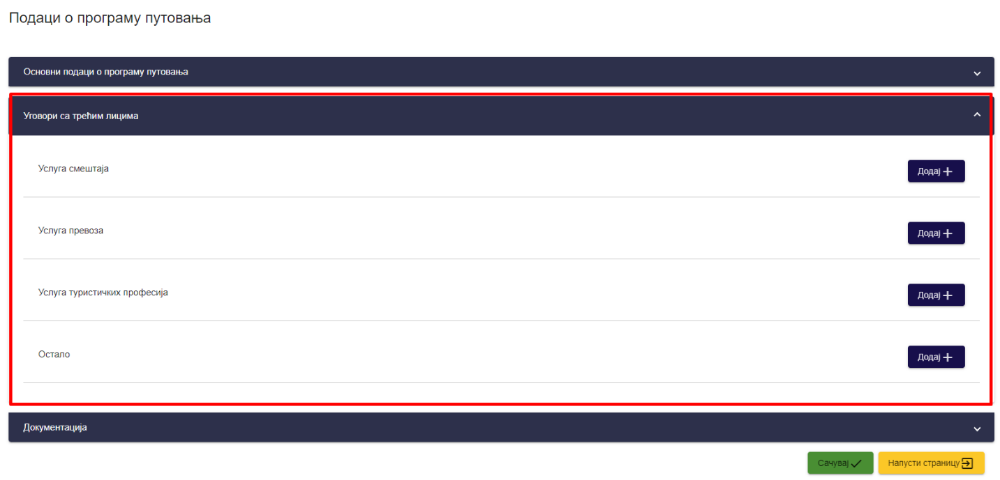 Подаци о програму путовања
Основни подаци о програму путовања
Уговори са трећим лицима
Услуга смештаја
Додај
Услуга превоза
Додај
Услуга туристичких професија
Додај
Остало
Додај
Документација
Сачувај
Напусти страницу